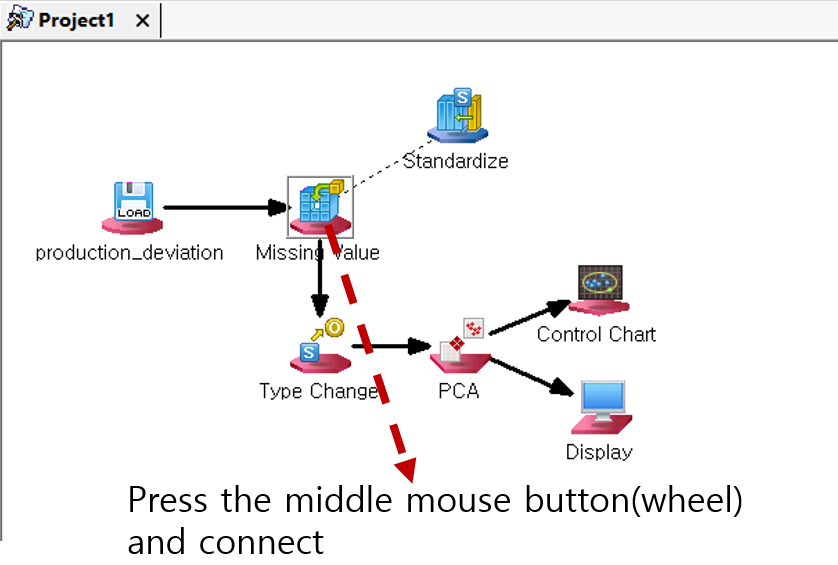 Project1
S
Standardize
LOAD
production_deviation
Missing Value
O
S
Type Change
PCA
Control Chart
Display
Press the middle mouse button(wheel)
and connect